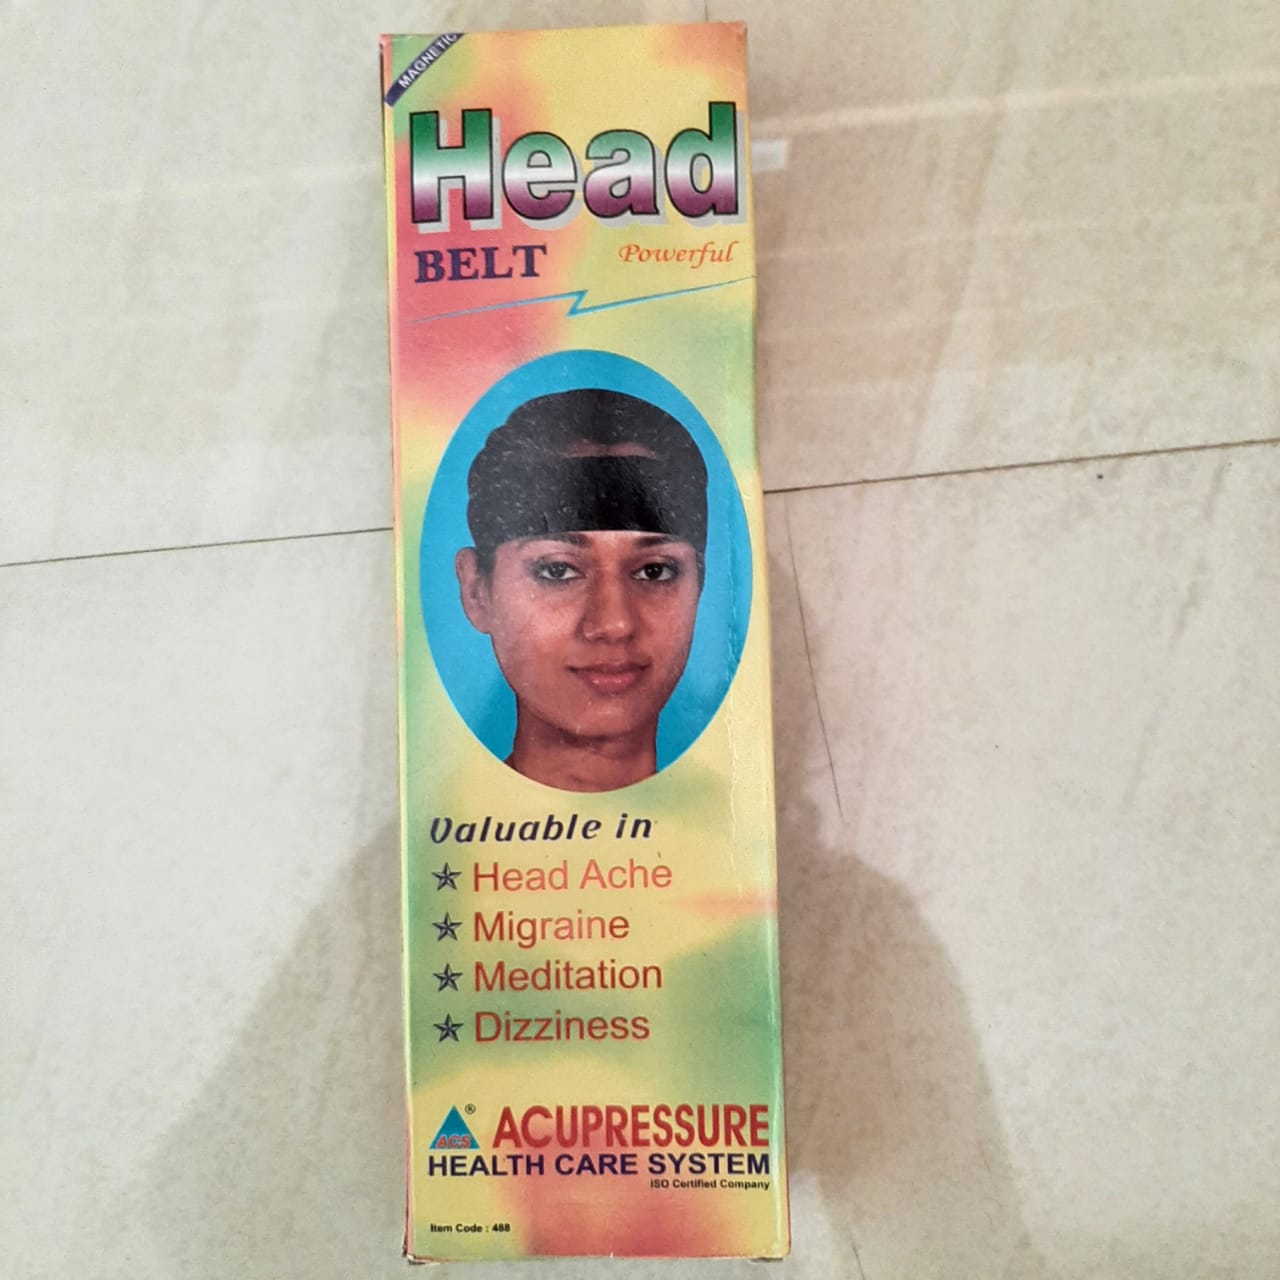 MAGNETIC
Head
BELT Powerful
Valuable in
Head Ache
Migraine
Meditation
Dizziness
ACS ® ACUPRESSURE
HEALTH CARE SYSTEM
ISO Certified Company
Item Code : 488